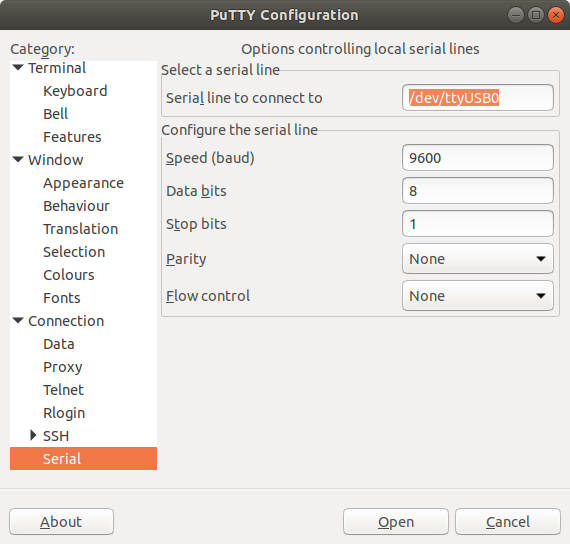 PuTTY Configuration
Category:
Terminal
Keyboard
Bell
Features
Window
Appearance
Behaviour
Translation
Selection
Colours
Fonts
Connection
Data
Proxy
Telnet
Rlogin
SSH
Serial
Options controlling local serial lines
Select a serial line
Serial line to connect to /dev/ttyUSB0
Configure the serial line
Speed (baud) 9600
Data bits 8
Stop bits 1
Parity None
Flow control None
About Open Cancel